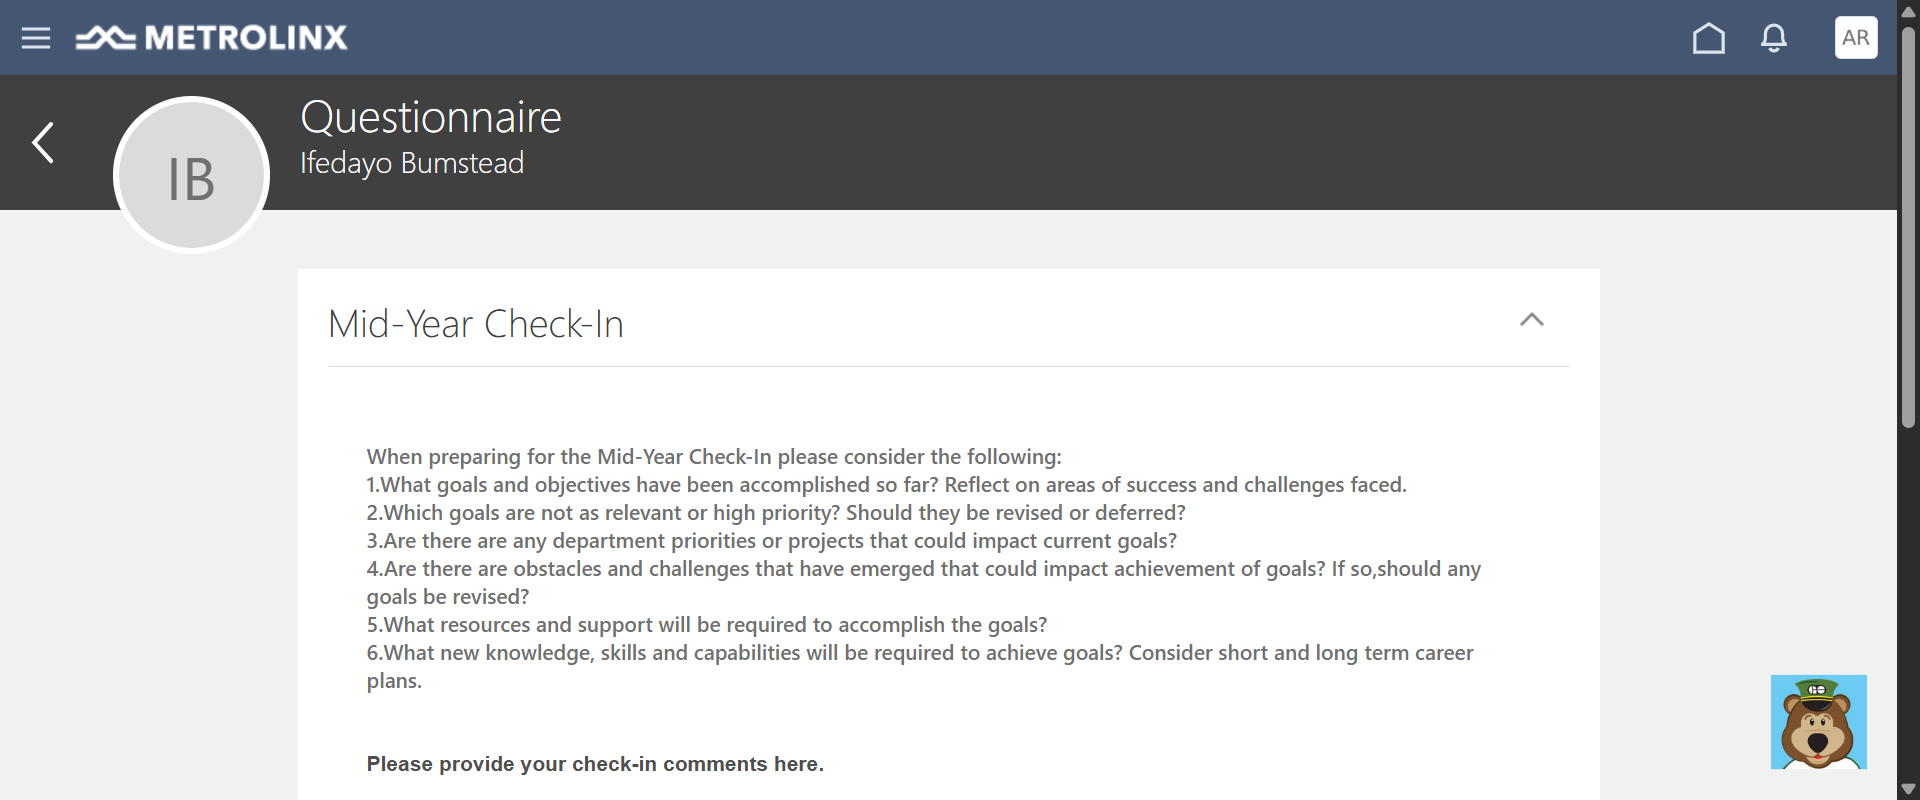 METROLINX
AR
Questionnaire
IB
Ifedayo Bumstead
Mid-Year Check-In
When preparing for the Mid-Year Check-In please consider the following:
1.What goals and objectives have been accomplished so far? Reflect on areas of success and challenges faced.
2.Which goals are not as relevant or high priority? Should they be revised or deferred?
3.Are there are any department priorities or projects that could impact current goals?
4.Are there are obstacles and challenges that have emerged that could impact achievement of goals? If so,should any
goals be revised?
5.What resources and support will be required to accomplish the goals?
6.What new knowledge, skills and capabilities will be required to achieve goals? Consider short and long term career
plans.
GO
Please provide your check-in comments here.